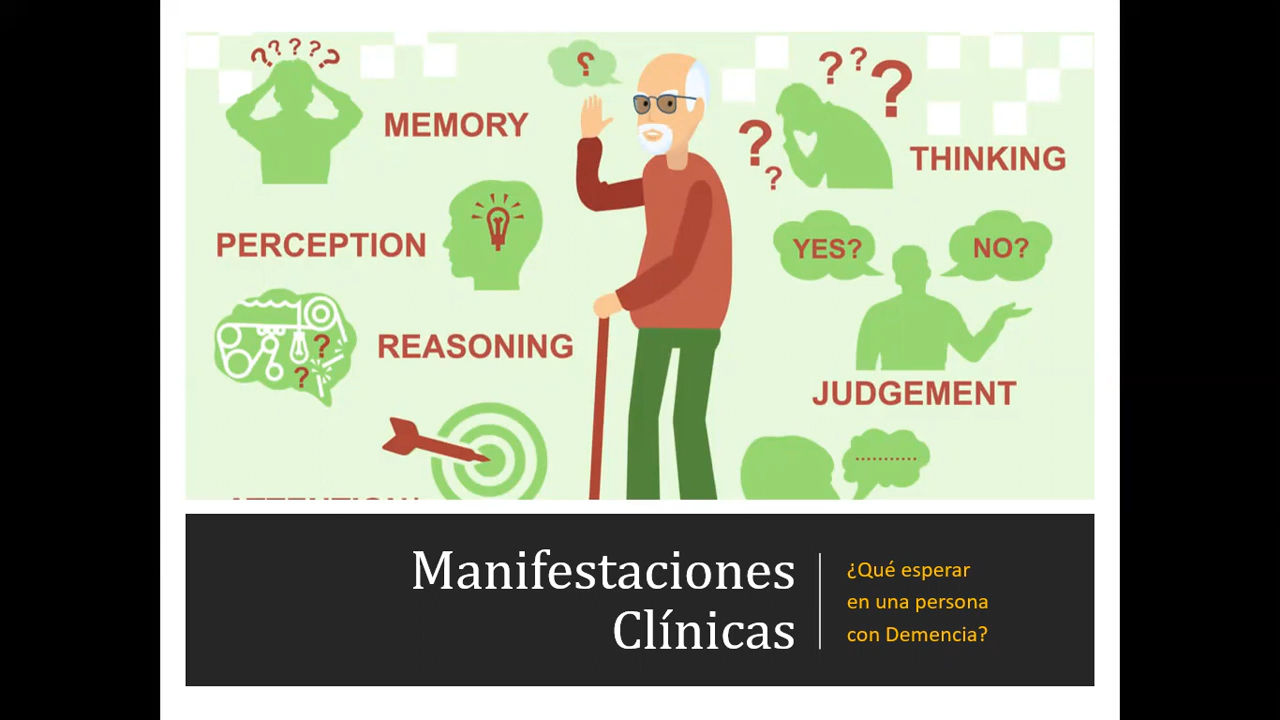 ?????
?
? ? ?
MEMORY
?
?
THINKING
PERCEPTION
YES?
NO?
?
?
REASONING
JUDGEMENT
...........
Manifestaciones
Clínicas
¿Qué esperar
en una persona
con Demencia?